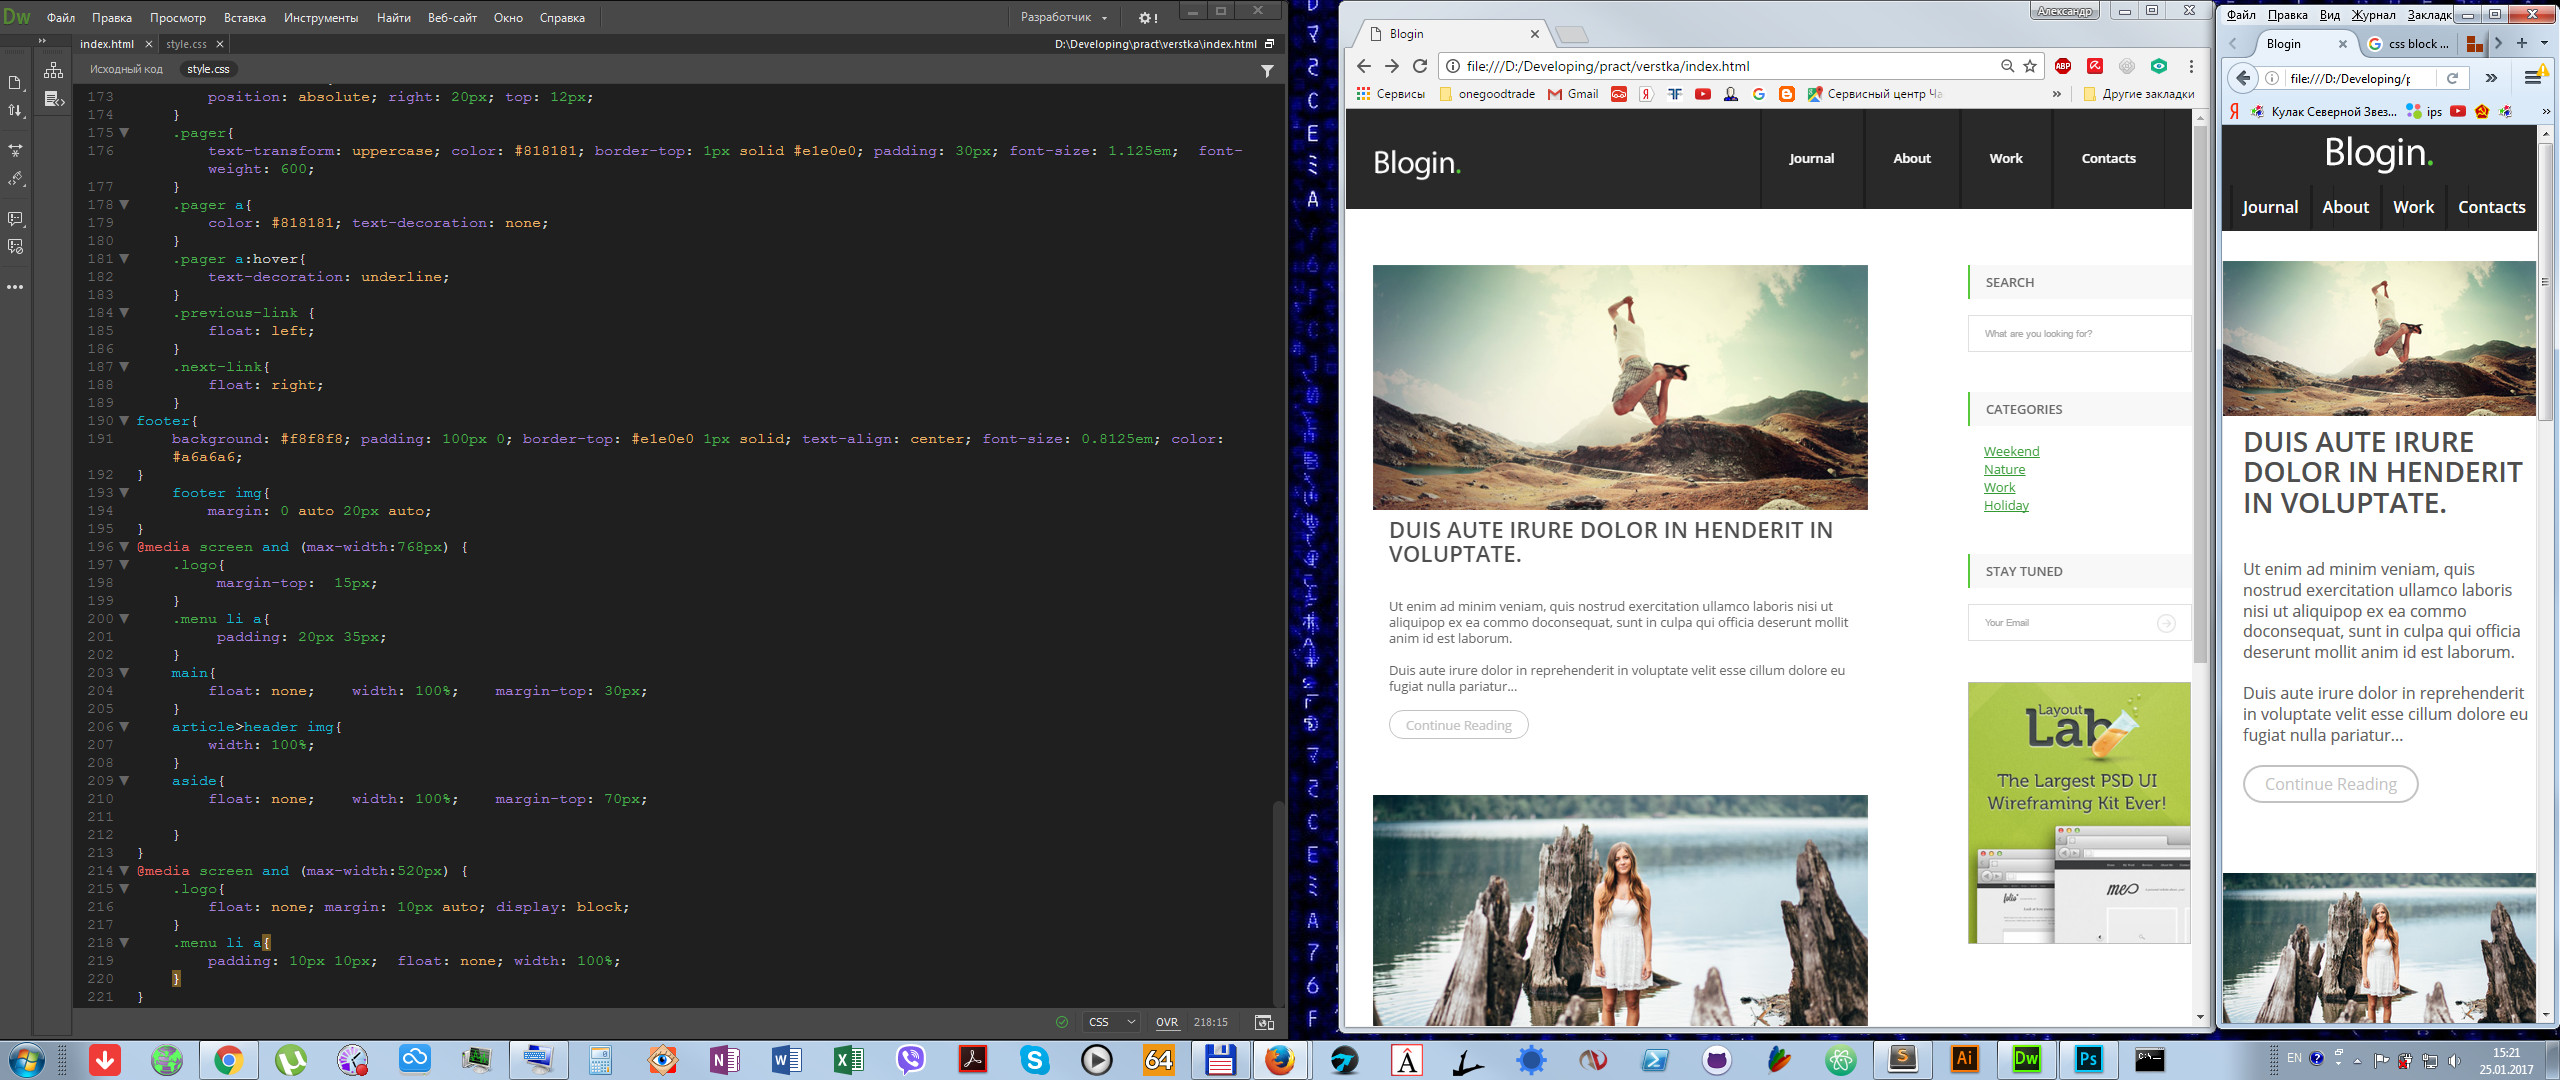 Dw Файл Правка Просмотр Вставка Инструменты Найти Веб-сайт Окно Справка Разработчик
index.html × style.css × D:\Developing\pract\verstka\index.html
Исходный код style.css
173 position: absolute; right: 20px; top: 12px;
174 }
175 .pager{
176 text-transform: uppercase; color: #818181; border-top: 1px solid #e1e0e0; padding: 30px; font-size: 1.125em; font-
weight: 600;
177 }
178 .pager a{
179 color: #818181; text-decoration: none;
180 }
181 .pager a:hover{
182 text-decoration: underline;
183 }
184 .previous-link {
185 float: left;
186 }
187 .next-link{
188 float: right;
189 }
190 footer{
191 background: #f8f8f8; padding: 100px 0; border-top: #e1e0e0 1px solid; text-align: center; font-size: 0.8125em; color:
#a6a6a6;
192 }
193 footer img{
194 margin: 0 auto 20px auto;
195 }
196 @media screen and (max-width:768px) {
197 .logo{
198 margin-top: 15px;
199 }
200 .menu li a{
201 padding: 20px 35px;
202 }
203 main{
204 float: none; width: 100%; margin-top: 30px;
205 }
206 article>header img{
207 width: 100%;
208 }
209 aside{
210 float: none; width: 100%; margin-top: 70px;
211
212 }
213 }
214 @media screen and (max-width:520px) {
215 .logo{
216 float: none; margin: 10px auto; display: block;
217 }
218 .menu li a{
219 padding: 10px 10px; float: none; width: 100%;
220 }
221 }
CSS OVR 218:15
Александр
Blogin
file:///D:/Developing/pract/verstka/index.html
ABP
Сервисы onegoodtrade Gmail Сервисный центр Ча » Другие закладки
Blogin.
Journal About Work Contacts
DUIS AUTE IRURE DOLOR IN HENDERIT IN
VOLUPTATE.
Ut enim ad minim veniam, quis nostrud exercitation ullamco laboris nisi ut
aliquipop ex ea commo doconsequat, sunt in culpa qui officia deserunt mollit
anim id est laborum.
Duis aute irure dolor in reprehenderit in voluptate velit esse cillum dolore eu
fugiat nulla pariatur...
Continue Reading
SEARCH
What are you looking for?
CATEGORIES
Weekend
Nature
Work
Holiday
STAY TUNED
Your Email
Layout
Lab
The Largest PSD UI
Wireframing Kit Ever!
Файл Правка Вид Журнал Закладк
Blogin × css block ...
file:///D:/Developing/p
Я Кулак Северной Звез... ips »
Blogin.
Journal About Work Contacts
DUIS AUTE IRURE
DOLOR IN HENDERIT
IN VOLUPTATE.
Ut enim ad minim veniam, quis
nostrud exercitation ullamco laboris
nisi ut aliquipop ex ea commo
doconsequat, sunt in culpa qui officia
deserunt mollit anim id est laborum.
Duis aute irure dolor in reprehenderit
in voluptate velit esse cillum dolore eu
fugiat nulla pariatur...
Continue Reading
64 Ai Dw Ps
EN 15:21
25.01.2017